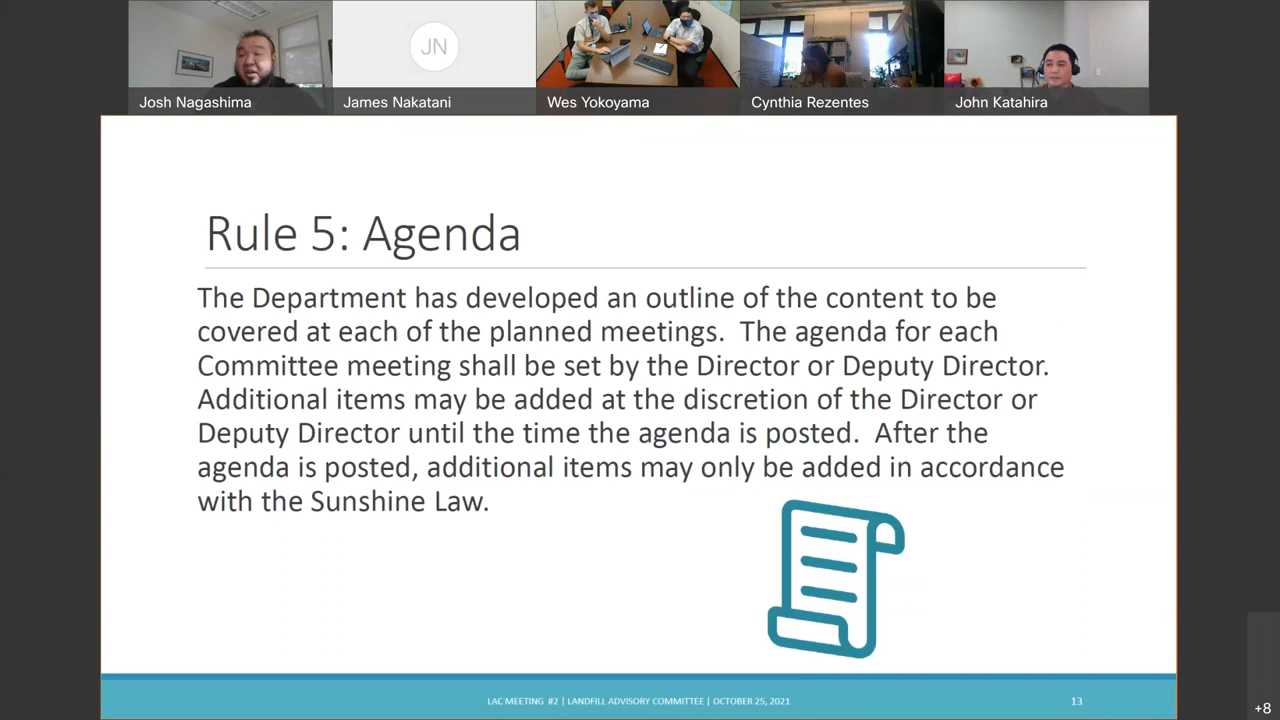 JN
Josh Nagashima
James Nakatani
Wes Yokoyama
Cynthia Rezentes
John Katahira
Rule 5: Agenda
The Department has developed an outline of the content to be
covered at each of the planned meetings.  The agenda for each
Committee meeting shall be set by the Director or Deputy Director.
Additional items may be added at the discretion of the Director or
Deputy Director until the time the agenda is posted.  After the
agenda is posted, additional items may only be added in accordance
with the Sunshine Law.
LAC MEETING #2 | LANDFILL ADVISORY COMMITTEE | OCTOBER 25, 2021
13
+8